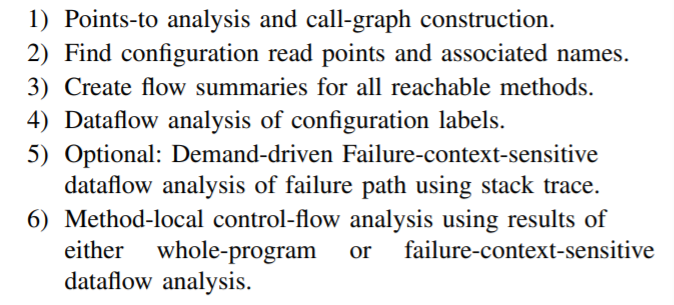 1) Points-to analysis and call-graph construction.
2) Find configuration read points and associated names.
3) Create flow summaries for all reachable methods.
4) Dataflow analysis of configuration labels.
5) Optional: Demand-driven Failure-context-sensitive
dataflow analysis of failure path using stack trace.
6) Method-local control-flow analysis using results of
either whole-program or failure-context-sensitive
dataflow analysis.